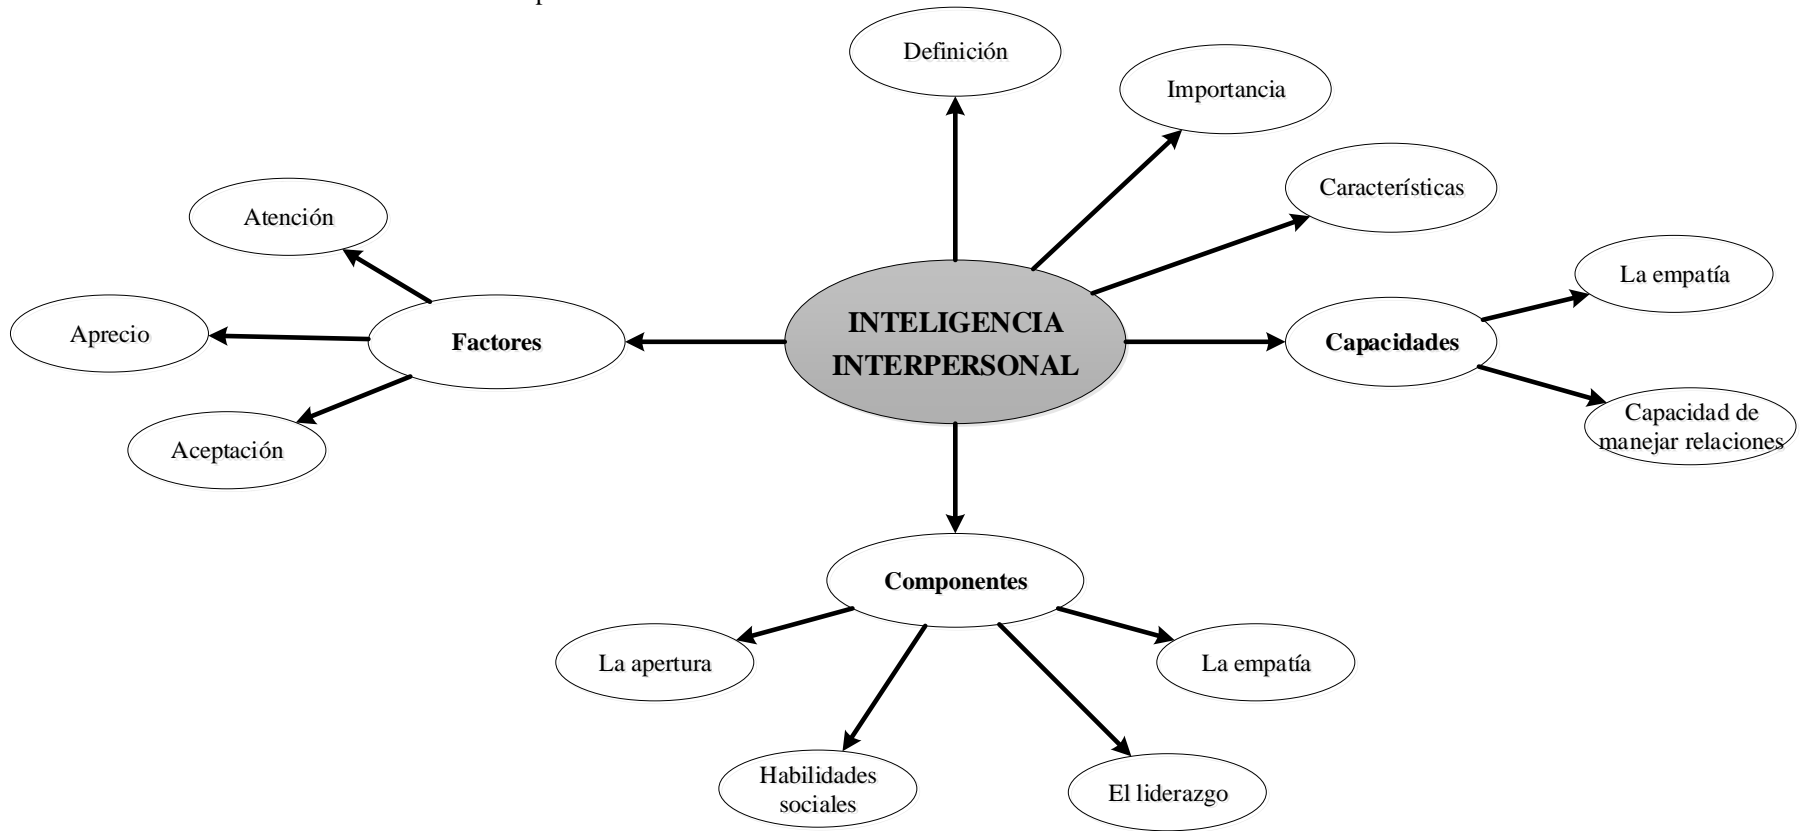 Definición
Importancia
Características
Atención
La empatía
Aprecio
Factores
INTELIGENCIA
INTERPERSONAL
Capacidades
Aceptación
Capacidad de
manejar relaciones
Componentes
La apertura
La empatía
Habilidades
sociales
El liderazgo